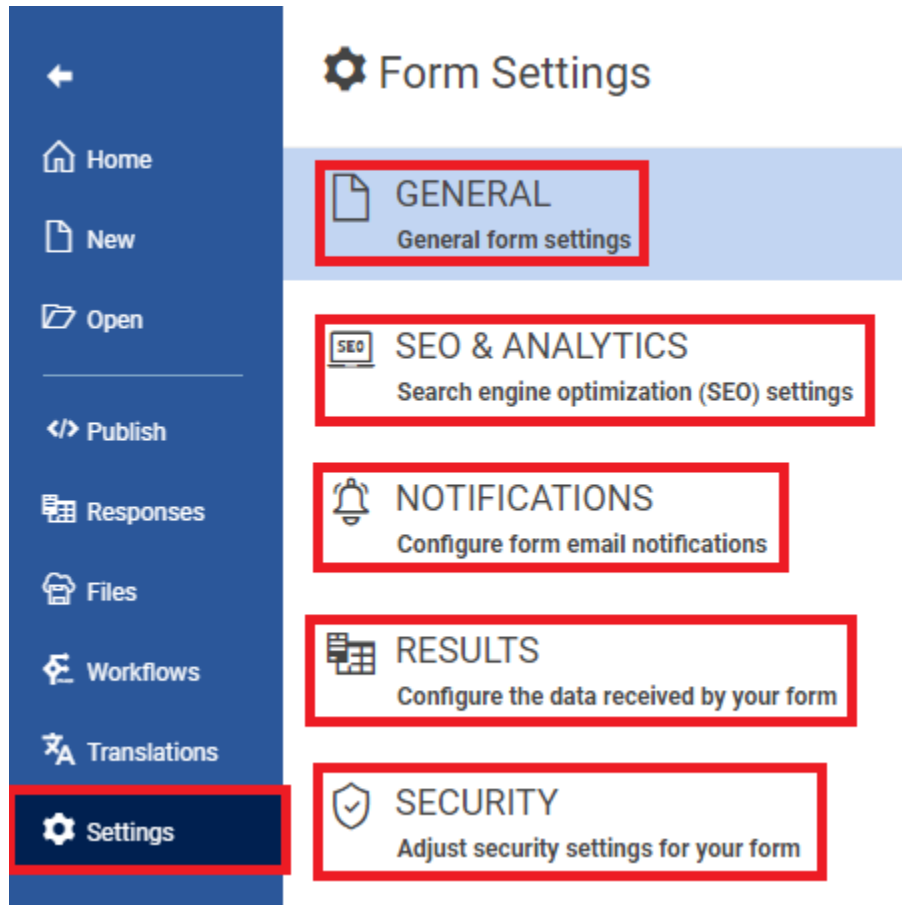 Home
New
Open
</> Publish
Responses
Files
Workflows
Translations
Settings
Form Settings
GENERAL
General form settings
SEO
SEO & ANALYTICS
Search engine optimization (SEO) settings
NOTIFICATIONS
Configure form email notifications
RESULTS
Configure the data received by your form
SECURITY
Adjust security settings for your form